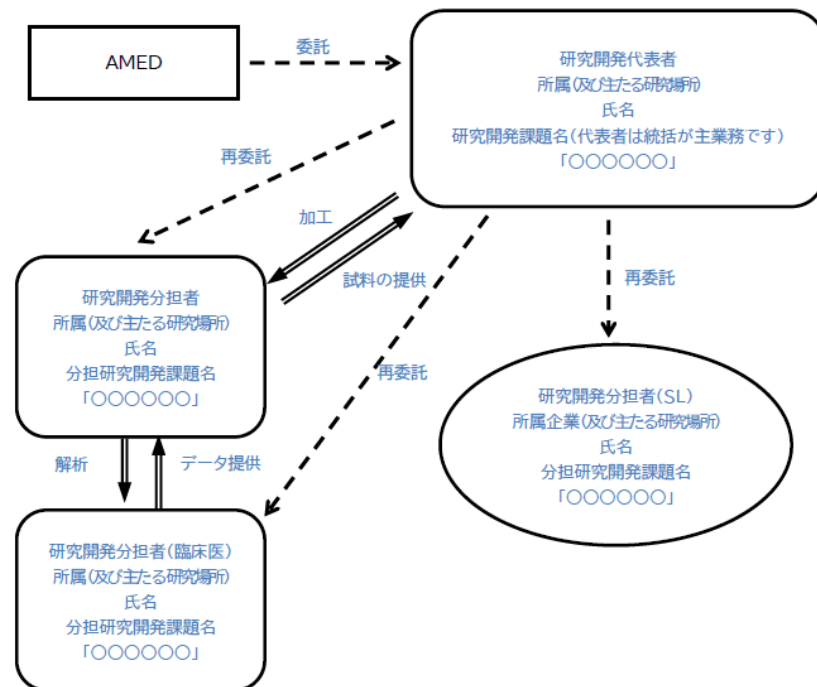 AMED
委託
研究開発代表者
所属(及び主たる研究場所)
氏名
研究開発課題名(代表者は統括が主業務です)
「〇〇〇〇〇〇」
再委託
加工
試料の提供
再委託
再委託
研究開発分担者
所属(及び主たる研究場所)
氏名
分担研究開発課題名
「〇〇〇〇〇〇」
研究開発分担者(SL)
所属企業(及び主たる研究場所)
氏名
分担研究開発課題名
「〇〇〇〇〇〇」
解析
データ提供
研究開発分担者(臨床医)
所属(及び主たる研究場所)
氏名
分担研究開発課題名
「〇〇〇〇〇〇」